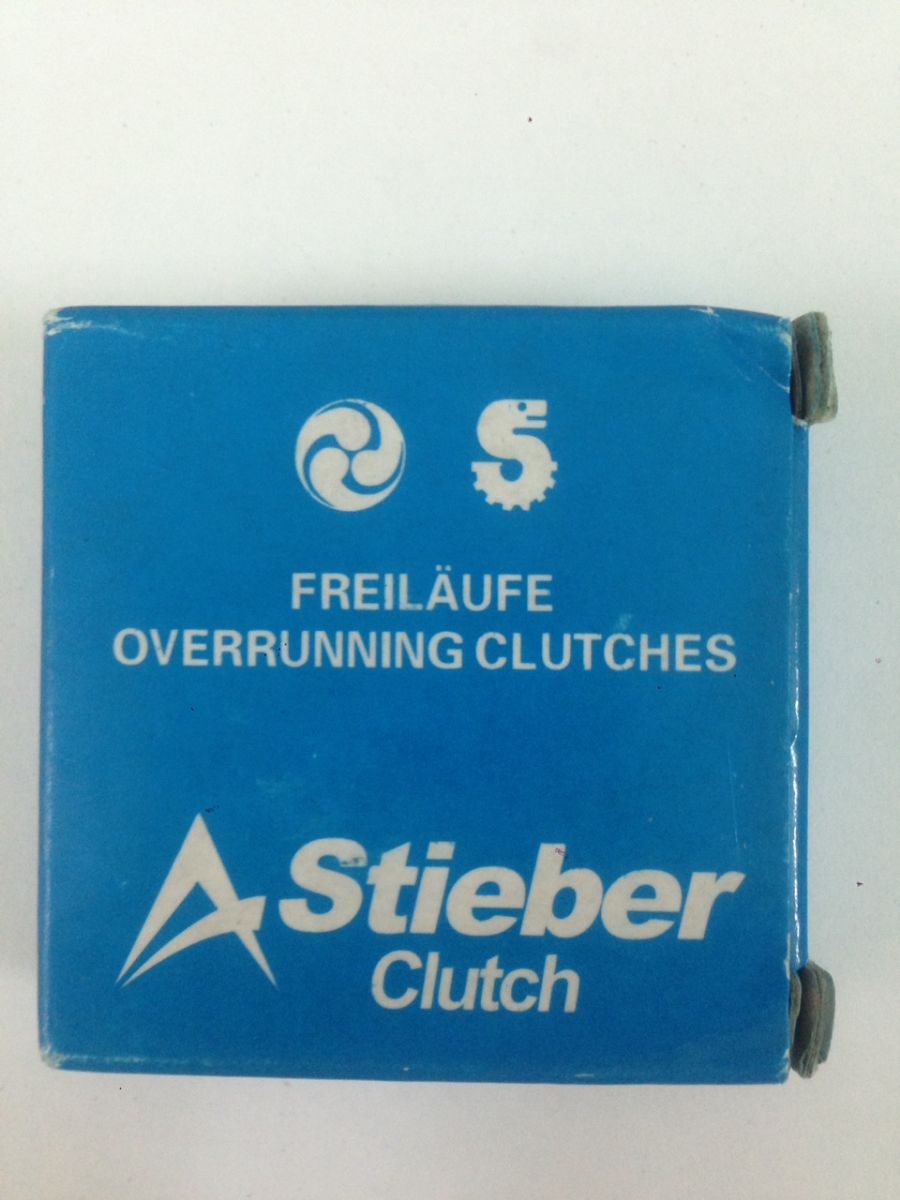 FREILÄUFE
OVERRUNNING CLUTCHES
Stieber
Clutch